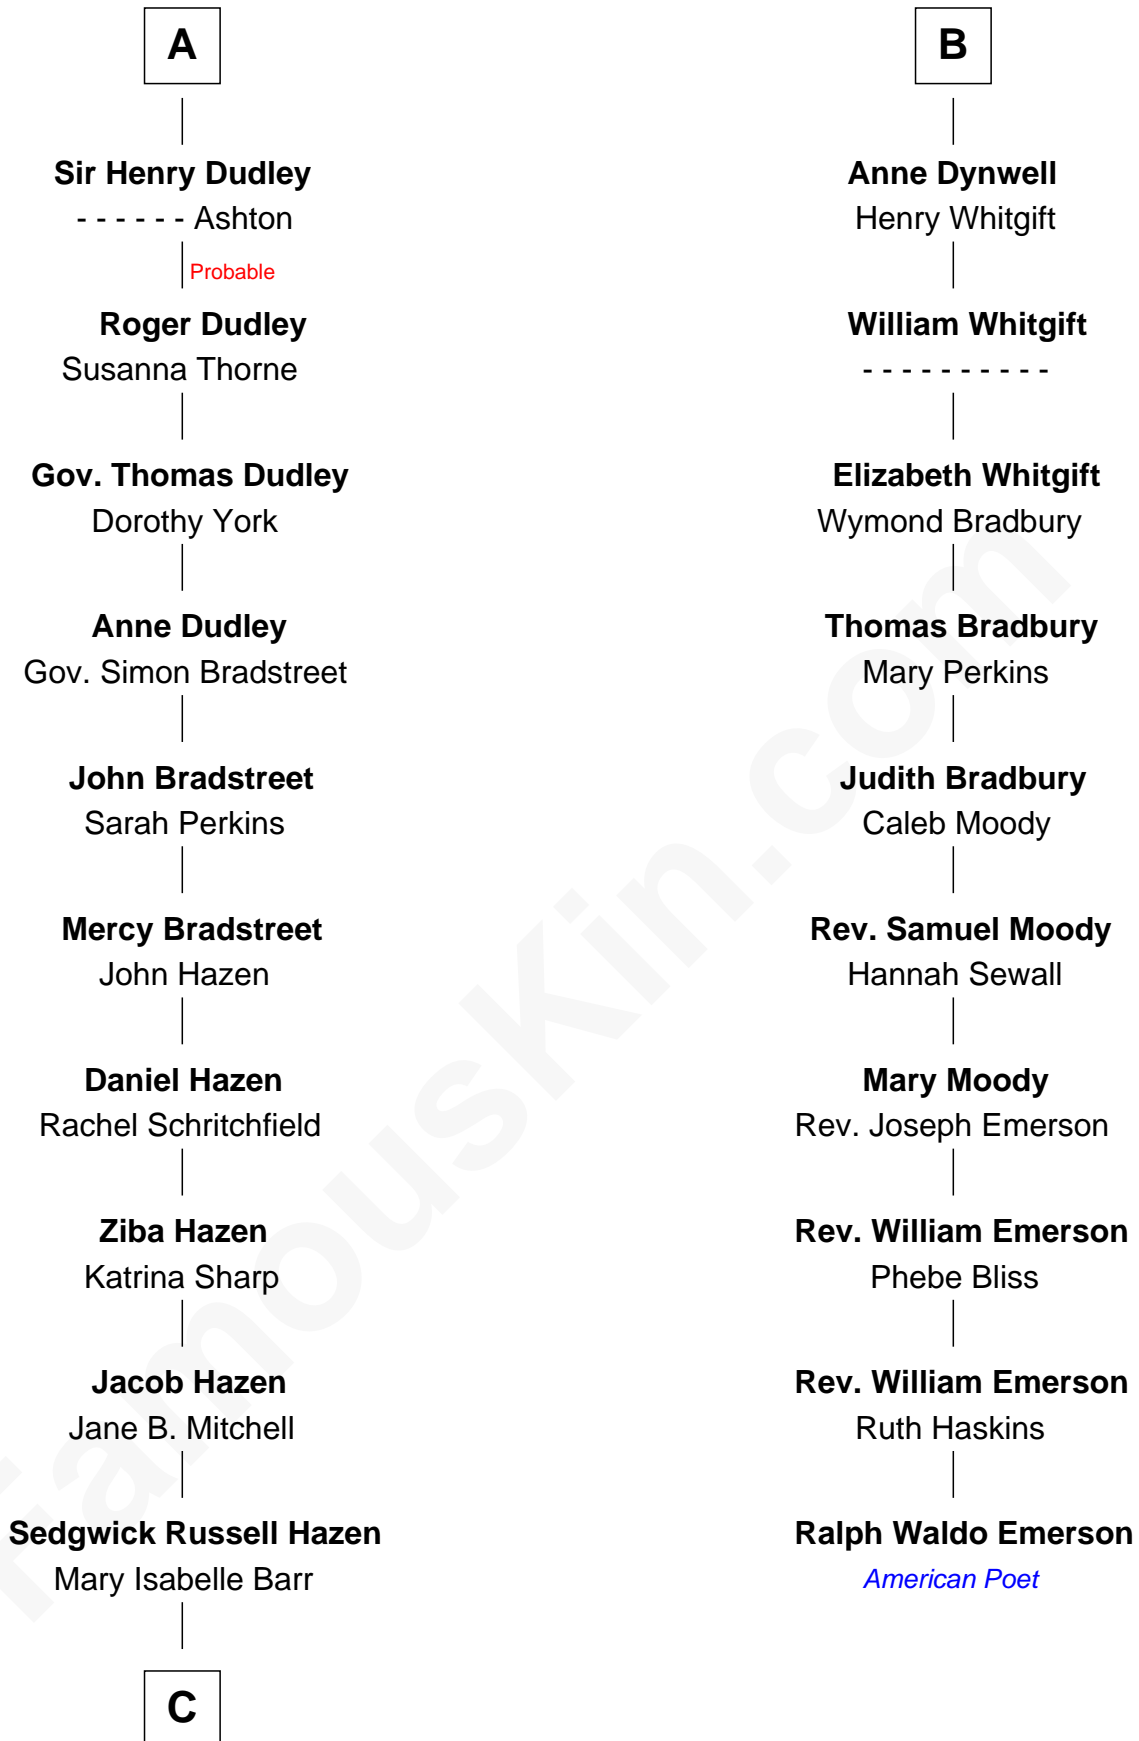 A
Sir Henry Dudley
- - - - - - Ashton
Probable
Roger Dudley
Susanna Thorne
Gov. Thomas Dudley
Dorothy York
Anne Dudley
Gov. Simon Bradstreet
John Bradstreet
Sarah Perkins
Mercy Bradstreet
John Hazen
Daniel Hazen
Rachel Schritchfield
Ziba Hazen
Katrina Sharp
Jacob Hazen
Jane B. Mitchell
Sedgwick Russell Hazen
Mary Isabelle Barr
C
B
Anne Dynwell
Henry Whitgift
William Whitgift
- - - - - - - - - -
Elizabeth Whitgift
Wymond Bradbury
Thomas Bradbury
Mary Perkins
Judith Bradbury
Caleb Moody
Rev. Samuel Moody
Hannah Sewall
Mary Moody
Rev. Joseph Emerson
Rev. William Emerson
Phebe Bliss
Rev. William Emerson
Ruth Haskins
Ralph Waldo Emerson
American Poet
FamousKin.com